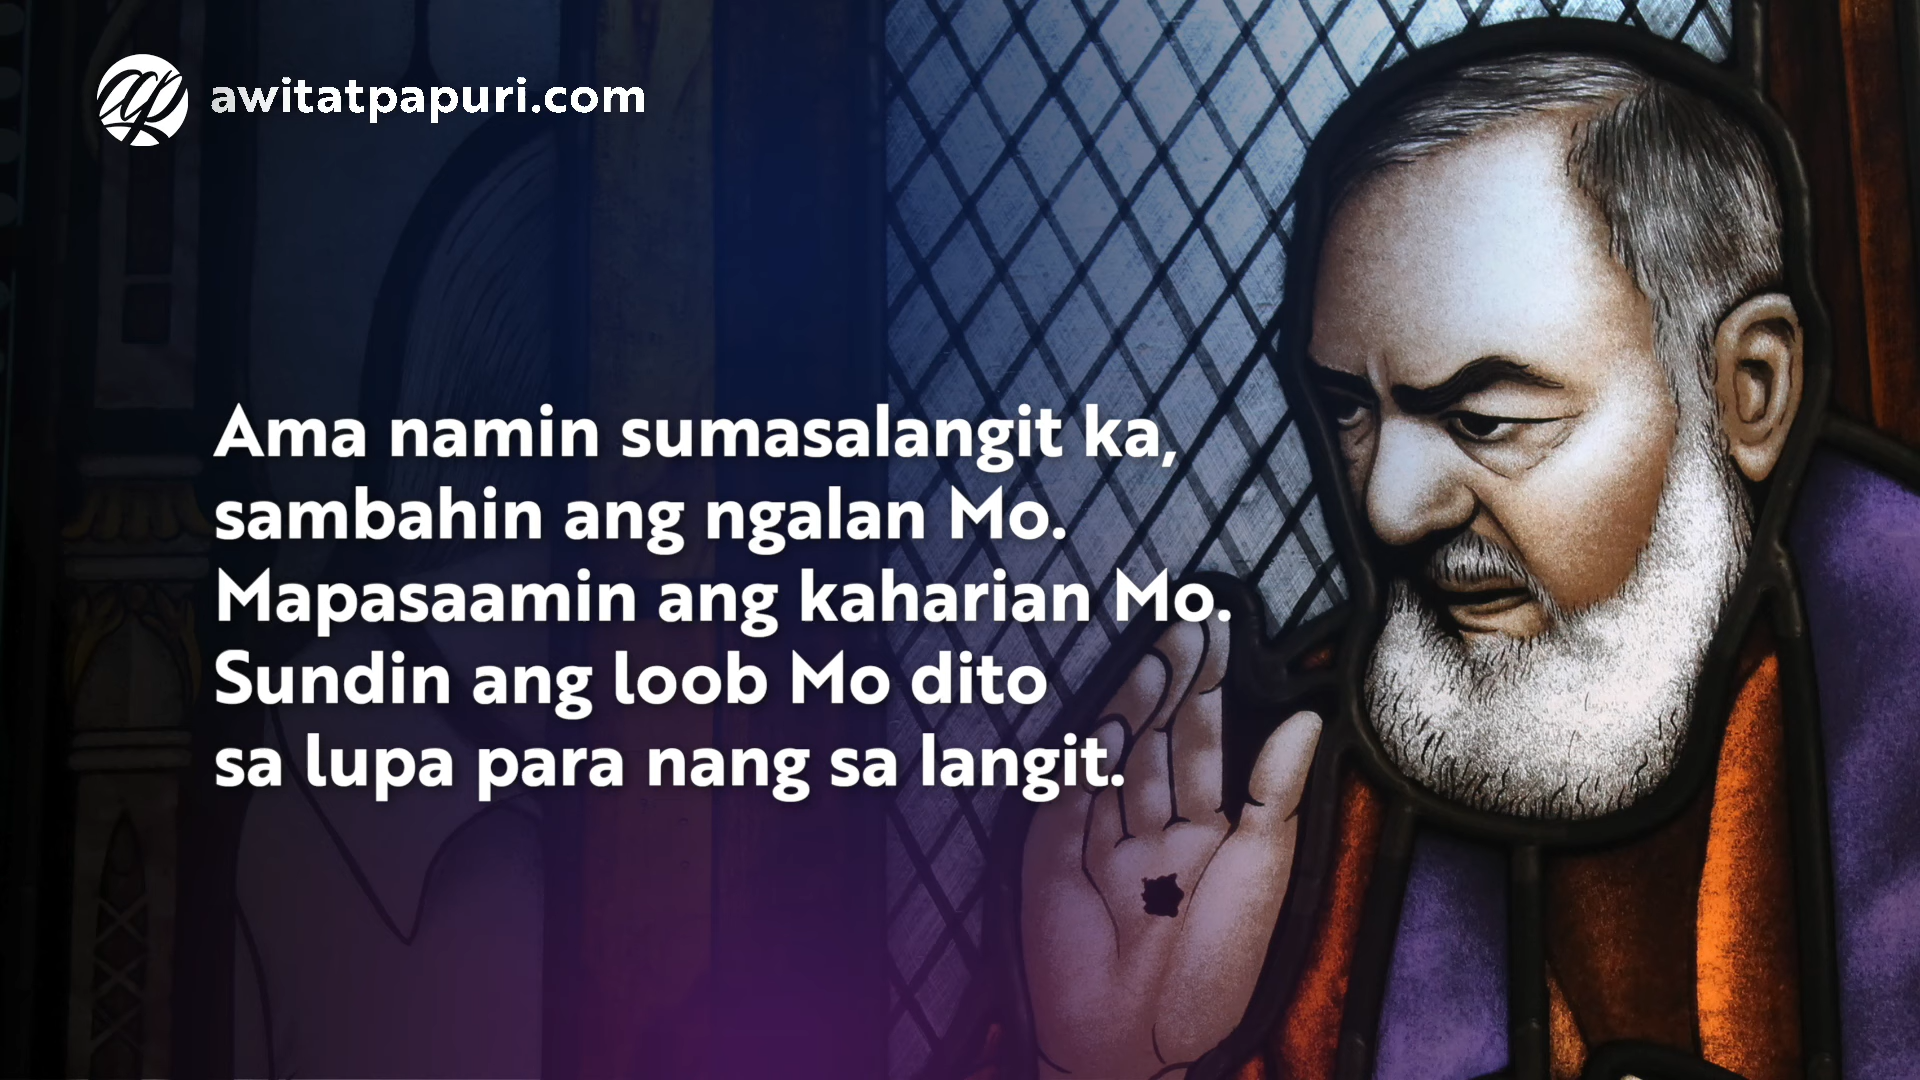 awitatpapuri.com
Ama namin sumasalangit ka,
sambahin ang ngalan Mo.
Mapasaamin ang kaharian Mo.
Sundin ang loob Mo dito
sa lupa para nang sa langit.